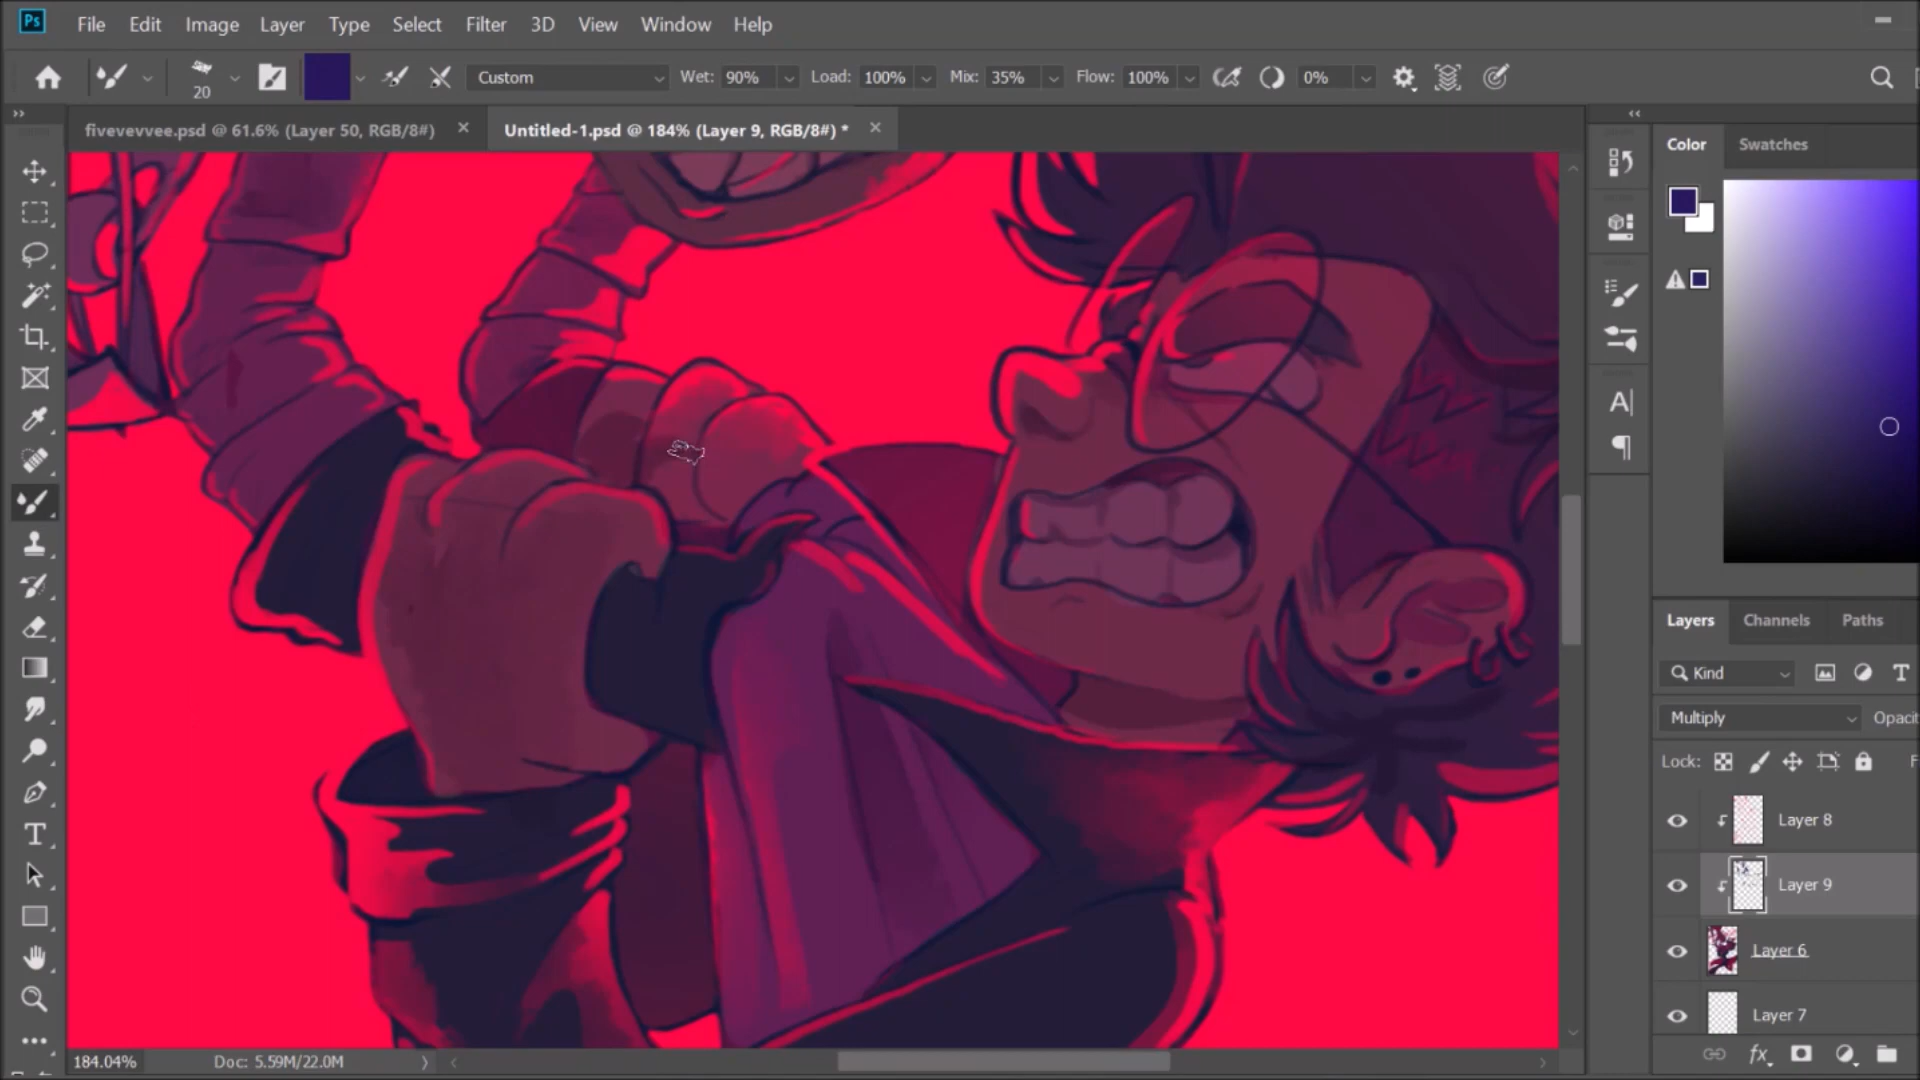 Ps File Edit Image Layer Type Select Filter 3D View Window Help
20 Custom Wet: 90% Load: 100% Mix: 35% Flow: 100% 0%
fivevevvee.psd @ 61.6% (Layer 50, RGB/8#) Untitled-1.psd @ 184% (Layer 9, RGB/8#) *
Color Swatches
Layers Channels Paths
Kind
Multiply Opacit
Lock: F
Layer 8
Layer 9
Layer 6
Layer 7
184.04% Doc: 5.59M/22.0M
fx